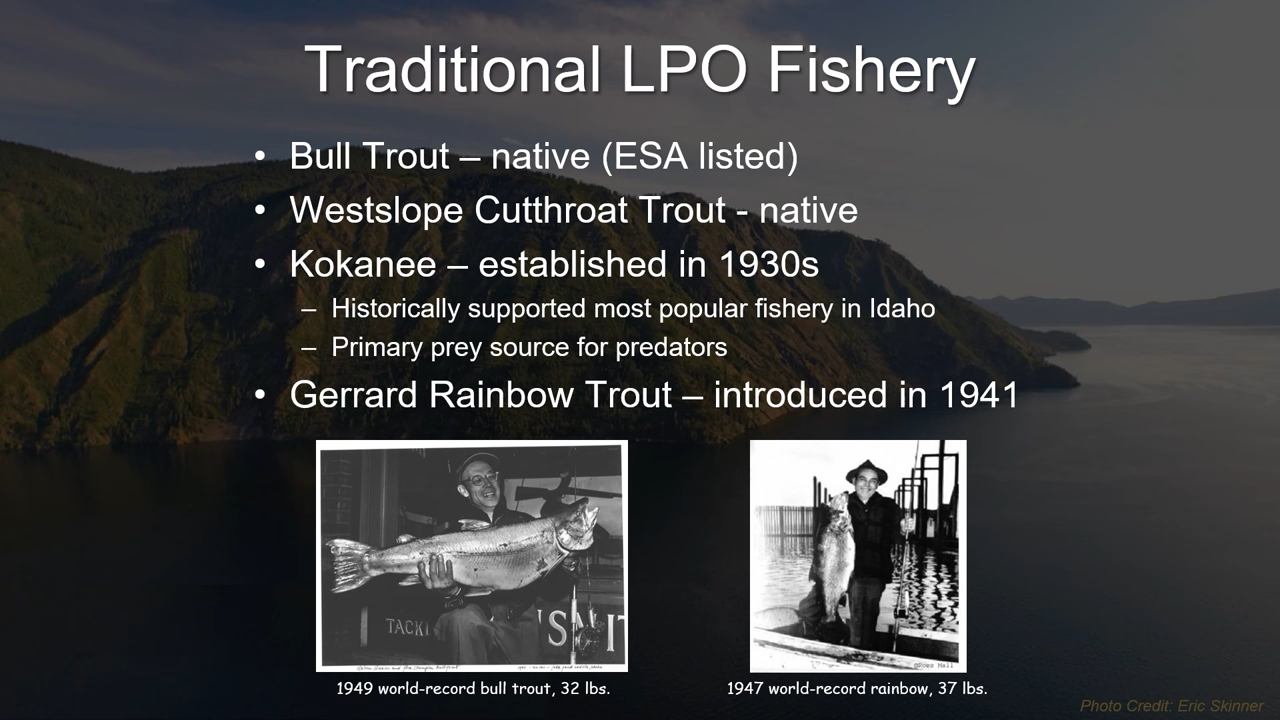 Traditional LPO Fishery
• Bull Trout – native (ESA listed)
• Westslope Cutthroat Trout - native
• Kokanee – established in 1930s
– Historically supported most popular fishery in Idaho
– Primary prey source for predators
• Gerrard Rainbow Trout – introduced in 1941
TACKL
©Ross Hall
1949 world-record bull trout, 32 lbs.
1947 world-record rainbow, 37 lbs.
Photo Credit: Eric Skinner